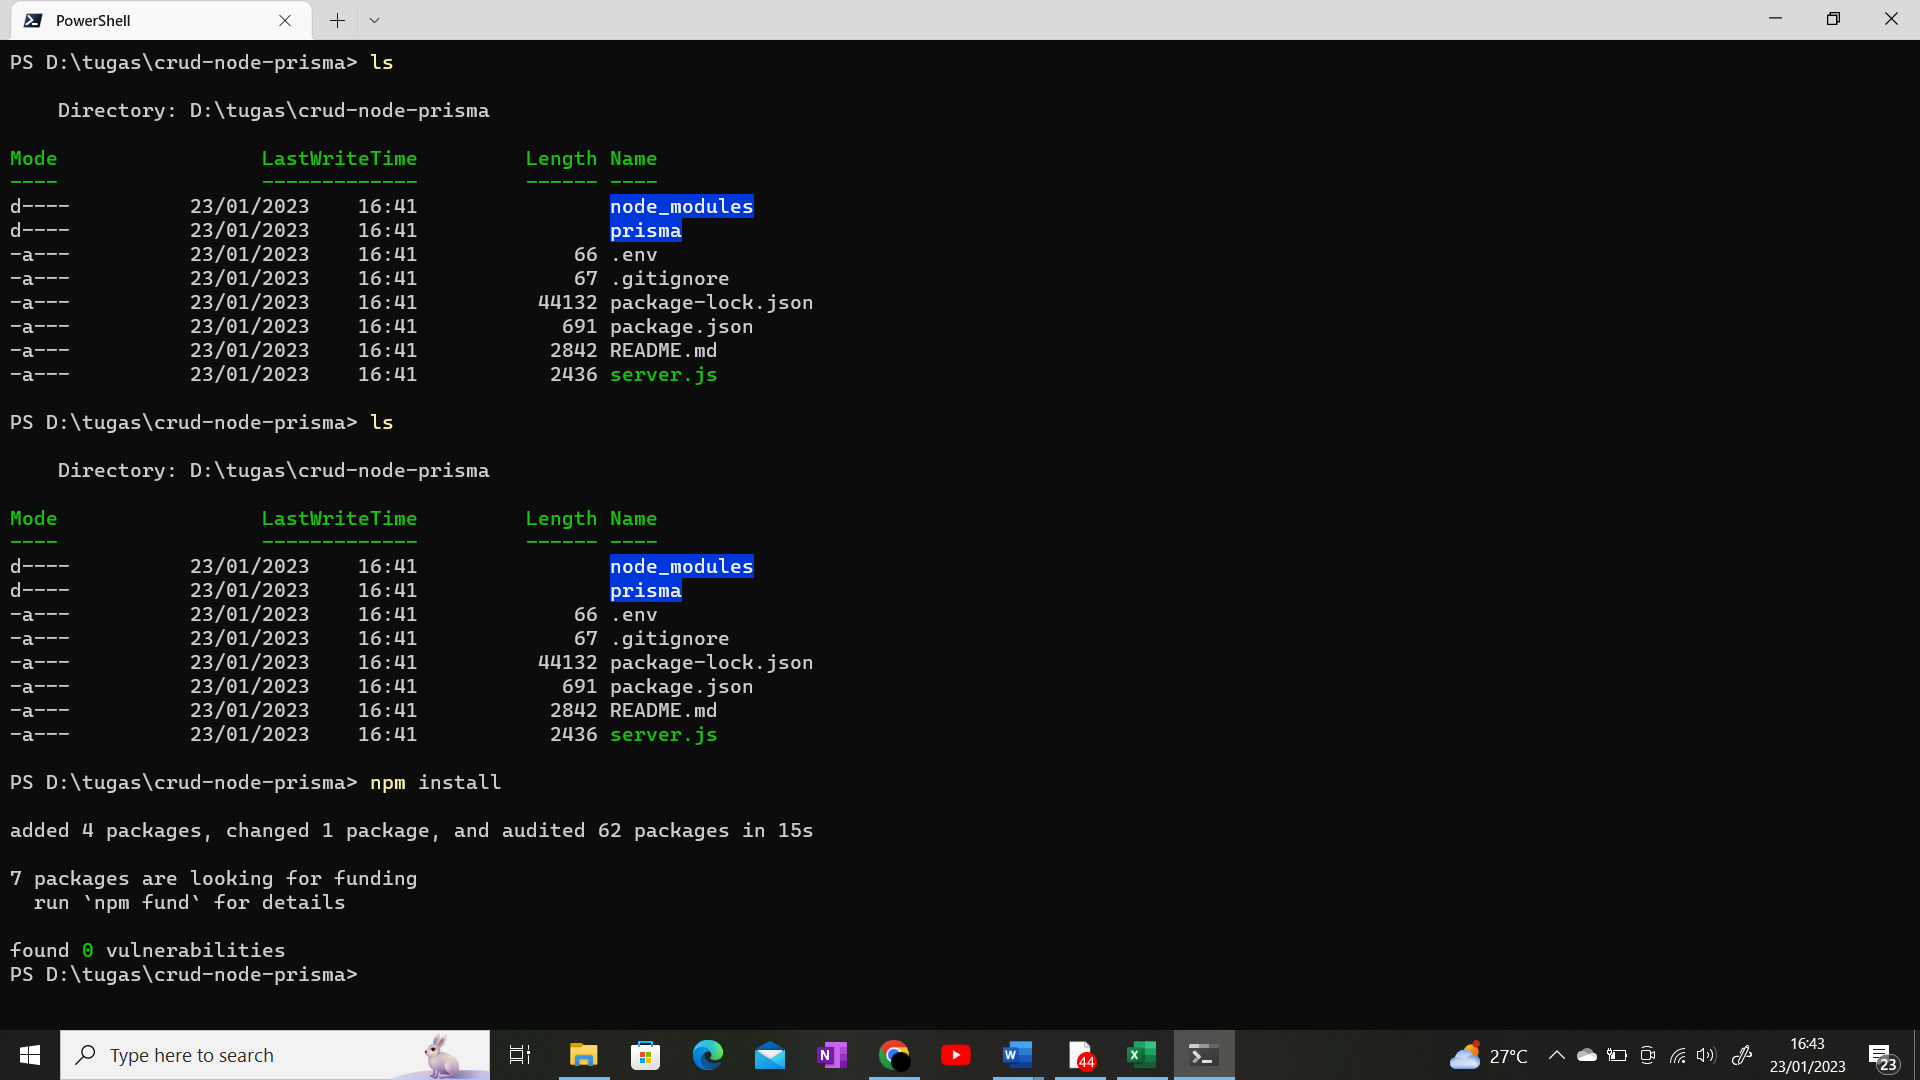 PowerShell
PS D:\tugas\crud-node-prisma> ls
Directory: D:\tugas\crud-node-prisma
Mode LastWriteTime Length Name
---- ------------- ------ ----
d---- 23/01/2023 16:41 node_modules
d---- 23/01/2023 16:41 prisma
-a--- 23/01/2023 16:41 66 .env
-a--- 23/01/2023 16:41 67 .gitignore
-a--- 23/01/2023 16:41 44132 package-lock.json
-a--- 23/01/2023 16:41 691 package.json
-a--- 23/01/2023 16:41 2842 README.md
-a--- 23/01/2023 16:41 2436 server.js
PS D:\tugas\crud-node-prisma> ls
Directory: D:\tugas\crud-node-prisma
Mode LastWriteTime Length Name
---- ------------- ------ ----
d---- 23/01/2023 16:41 node_modules
d---- 23/01/2023 16:41 prisma
-a--- 23/01/2023 16:41 66 .env
-a--- 23/01/2023 16:41 67 .gitignore
-a--- 23/01/2023 16:41 44132 package-lock.json
-a--- 23/01/2023 16:41 691 package.json
-a--- 23/01/2023 16:41 2842 README.md
-a--- 23/01/2023 16:41 2436 server.js
PS D:\tugas\crud-node-prisma> npm install
added 4 packages, changed 1 package, and audited 62 packages in 15s
7 packages are looking for funding
run `npm fund` for details
found 0 vulnerabilities
PS D:\tugas\crud-node-prisma>
Type here to search
N
W
44
X
27°C
16:43
23/01/2023
23